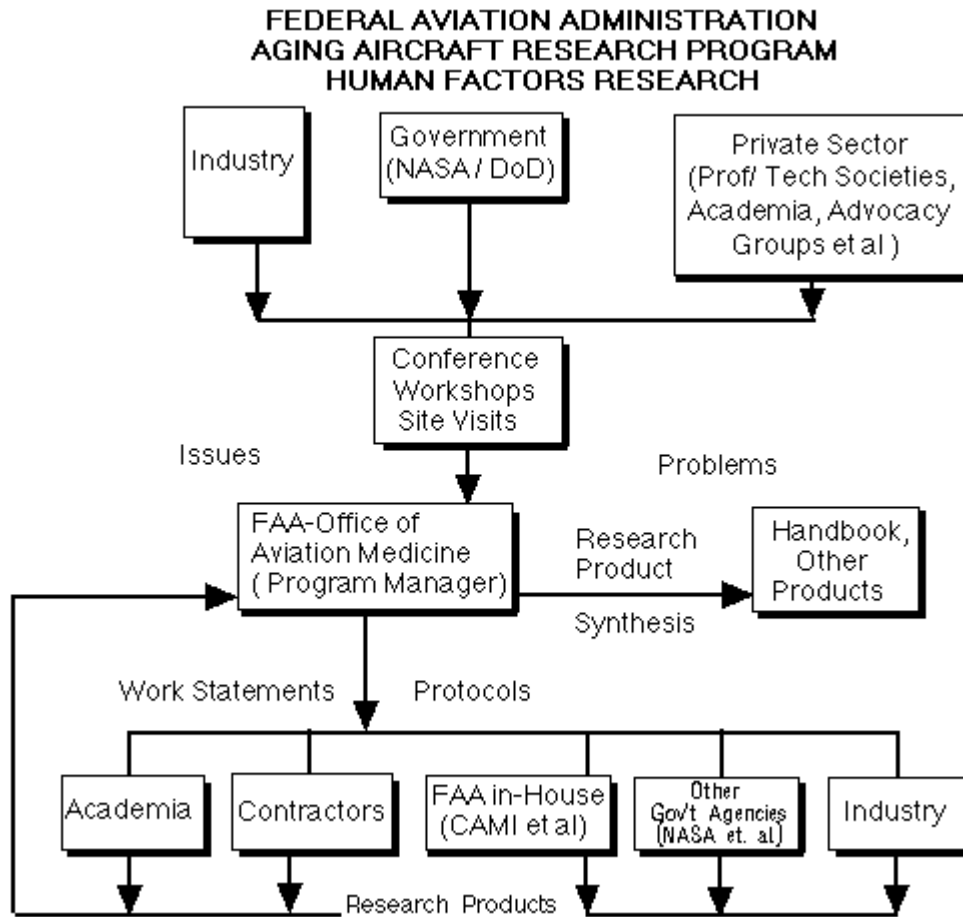 FEDERAL AVIATION ADMINISTRATION
AGING AIRCRAFT RESEARCH PROGRAM
HUMAN FACTORS RESEARCH
Industry
Government
(NASA / DoD)
Private Sector
(Prof/ Tech Societies,
Academia, Advocacy
Groups et al )
Conference
Workshops
Site Visits
Issues
Problems
FAA-Office of
Aviation Medicine
( Program Manager)
Research
Product
Synthesis
Handbook,
Other
Products
Work Statements
Protocols
Academia
Contractors
FAA in-House
(CAMI et al)
Other
Gov't Agencies
(NASA et. al)
Industry
Research Products